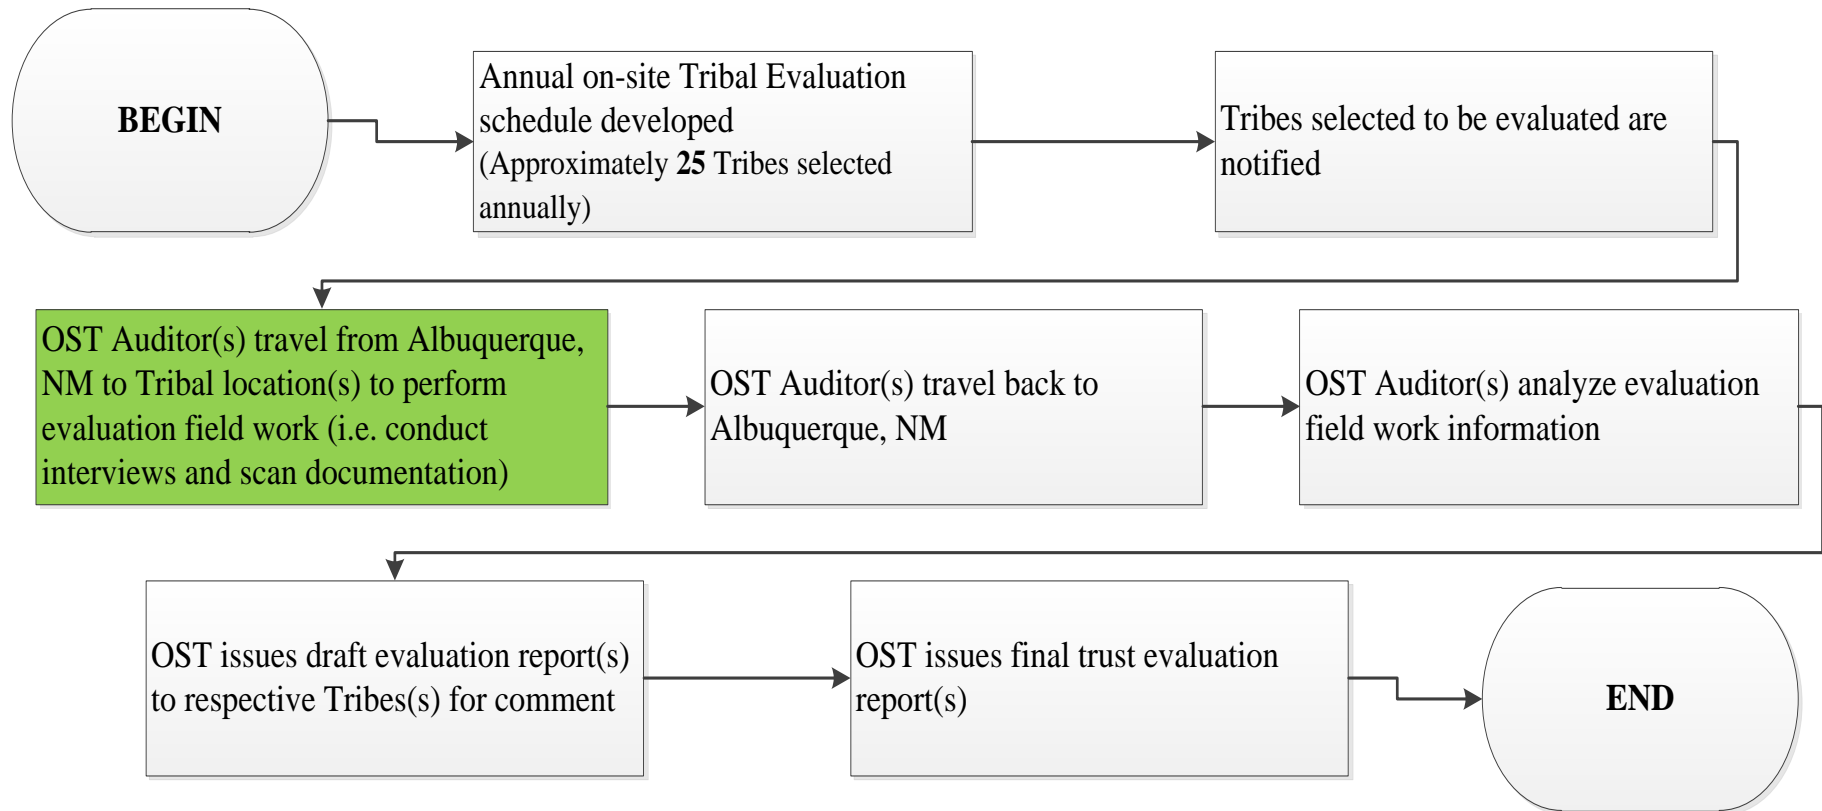 BEGIN
Annual on-site Tribal Evaluation
schedule developed
(Approximately 25 Tribes selected
annually)
Tribes selected to be evaluated are
notified
OST Auditor(s) travel from Albuquerque,
NM to Tribal location(s) to perform
evaluation field work (i.e. conduct
interviews and scan documentation)
OST Auditor(s) travel back to
Albuquerque, NM
OST Auditor(s) analyze evaluation
field work information
OST issues draft evaluation report(s)
to respective Tribes(s) for comment
OST issues final trust evaluation
report(s)
END